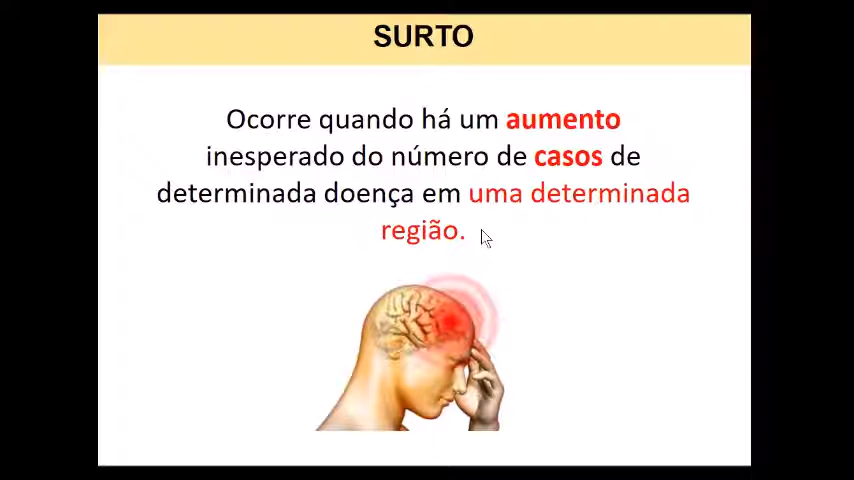 SURTO
Ocorre quando há um aumento
inesperado do número de casos de
determinada doença em uma determinada
região.